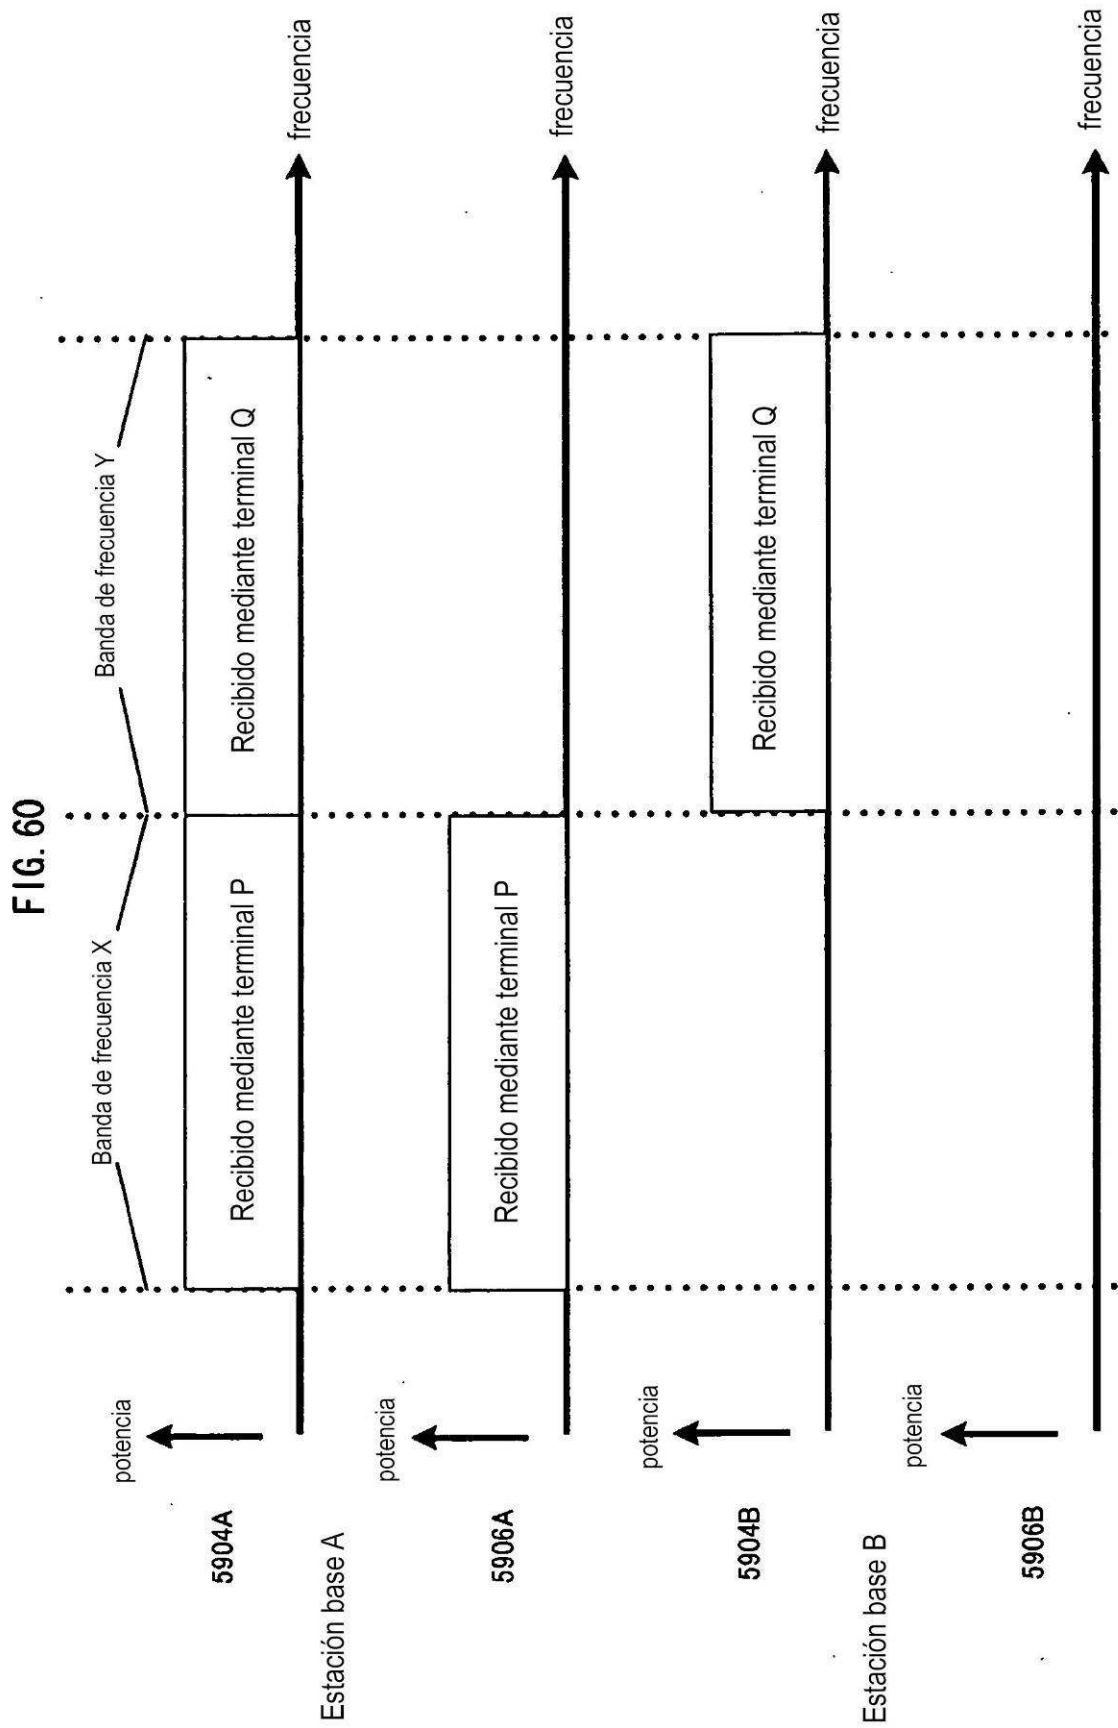 FIG. 60
Banda de frecuencia X
Banda de frecuencia Y
potencia
5904A
Recibido mediante terminal P
Recibido mediante terminal Q
frecuencia
Estación base A
potencia
5906A
Recibido mediante terminal P
frecuencia
potencia
5904B
Recibido mediante terminal Q
frecuencia
Estación base B
potencia
5906B
frecuencia